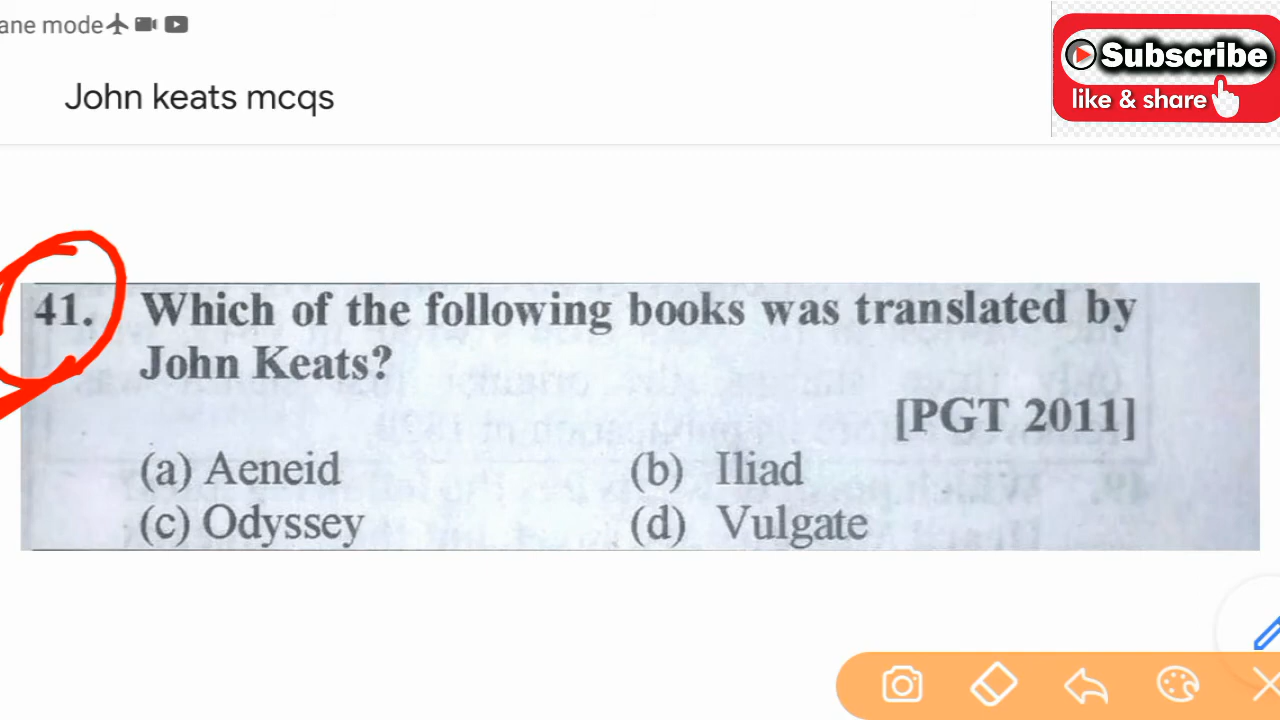 ane mode
Subscribe
like & share
John keats mcqs
41. Which of the following books was translated by
John Keats?
[PGT 2011]
(a) Aeneid (b) Iliad
(c) Odyssey (d) Vulgate